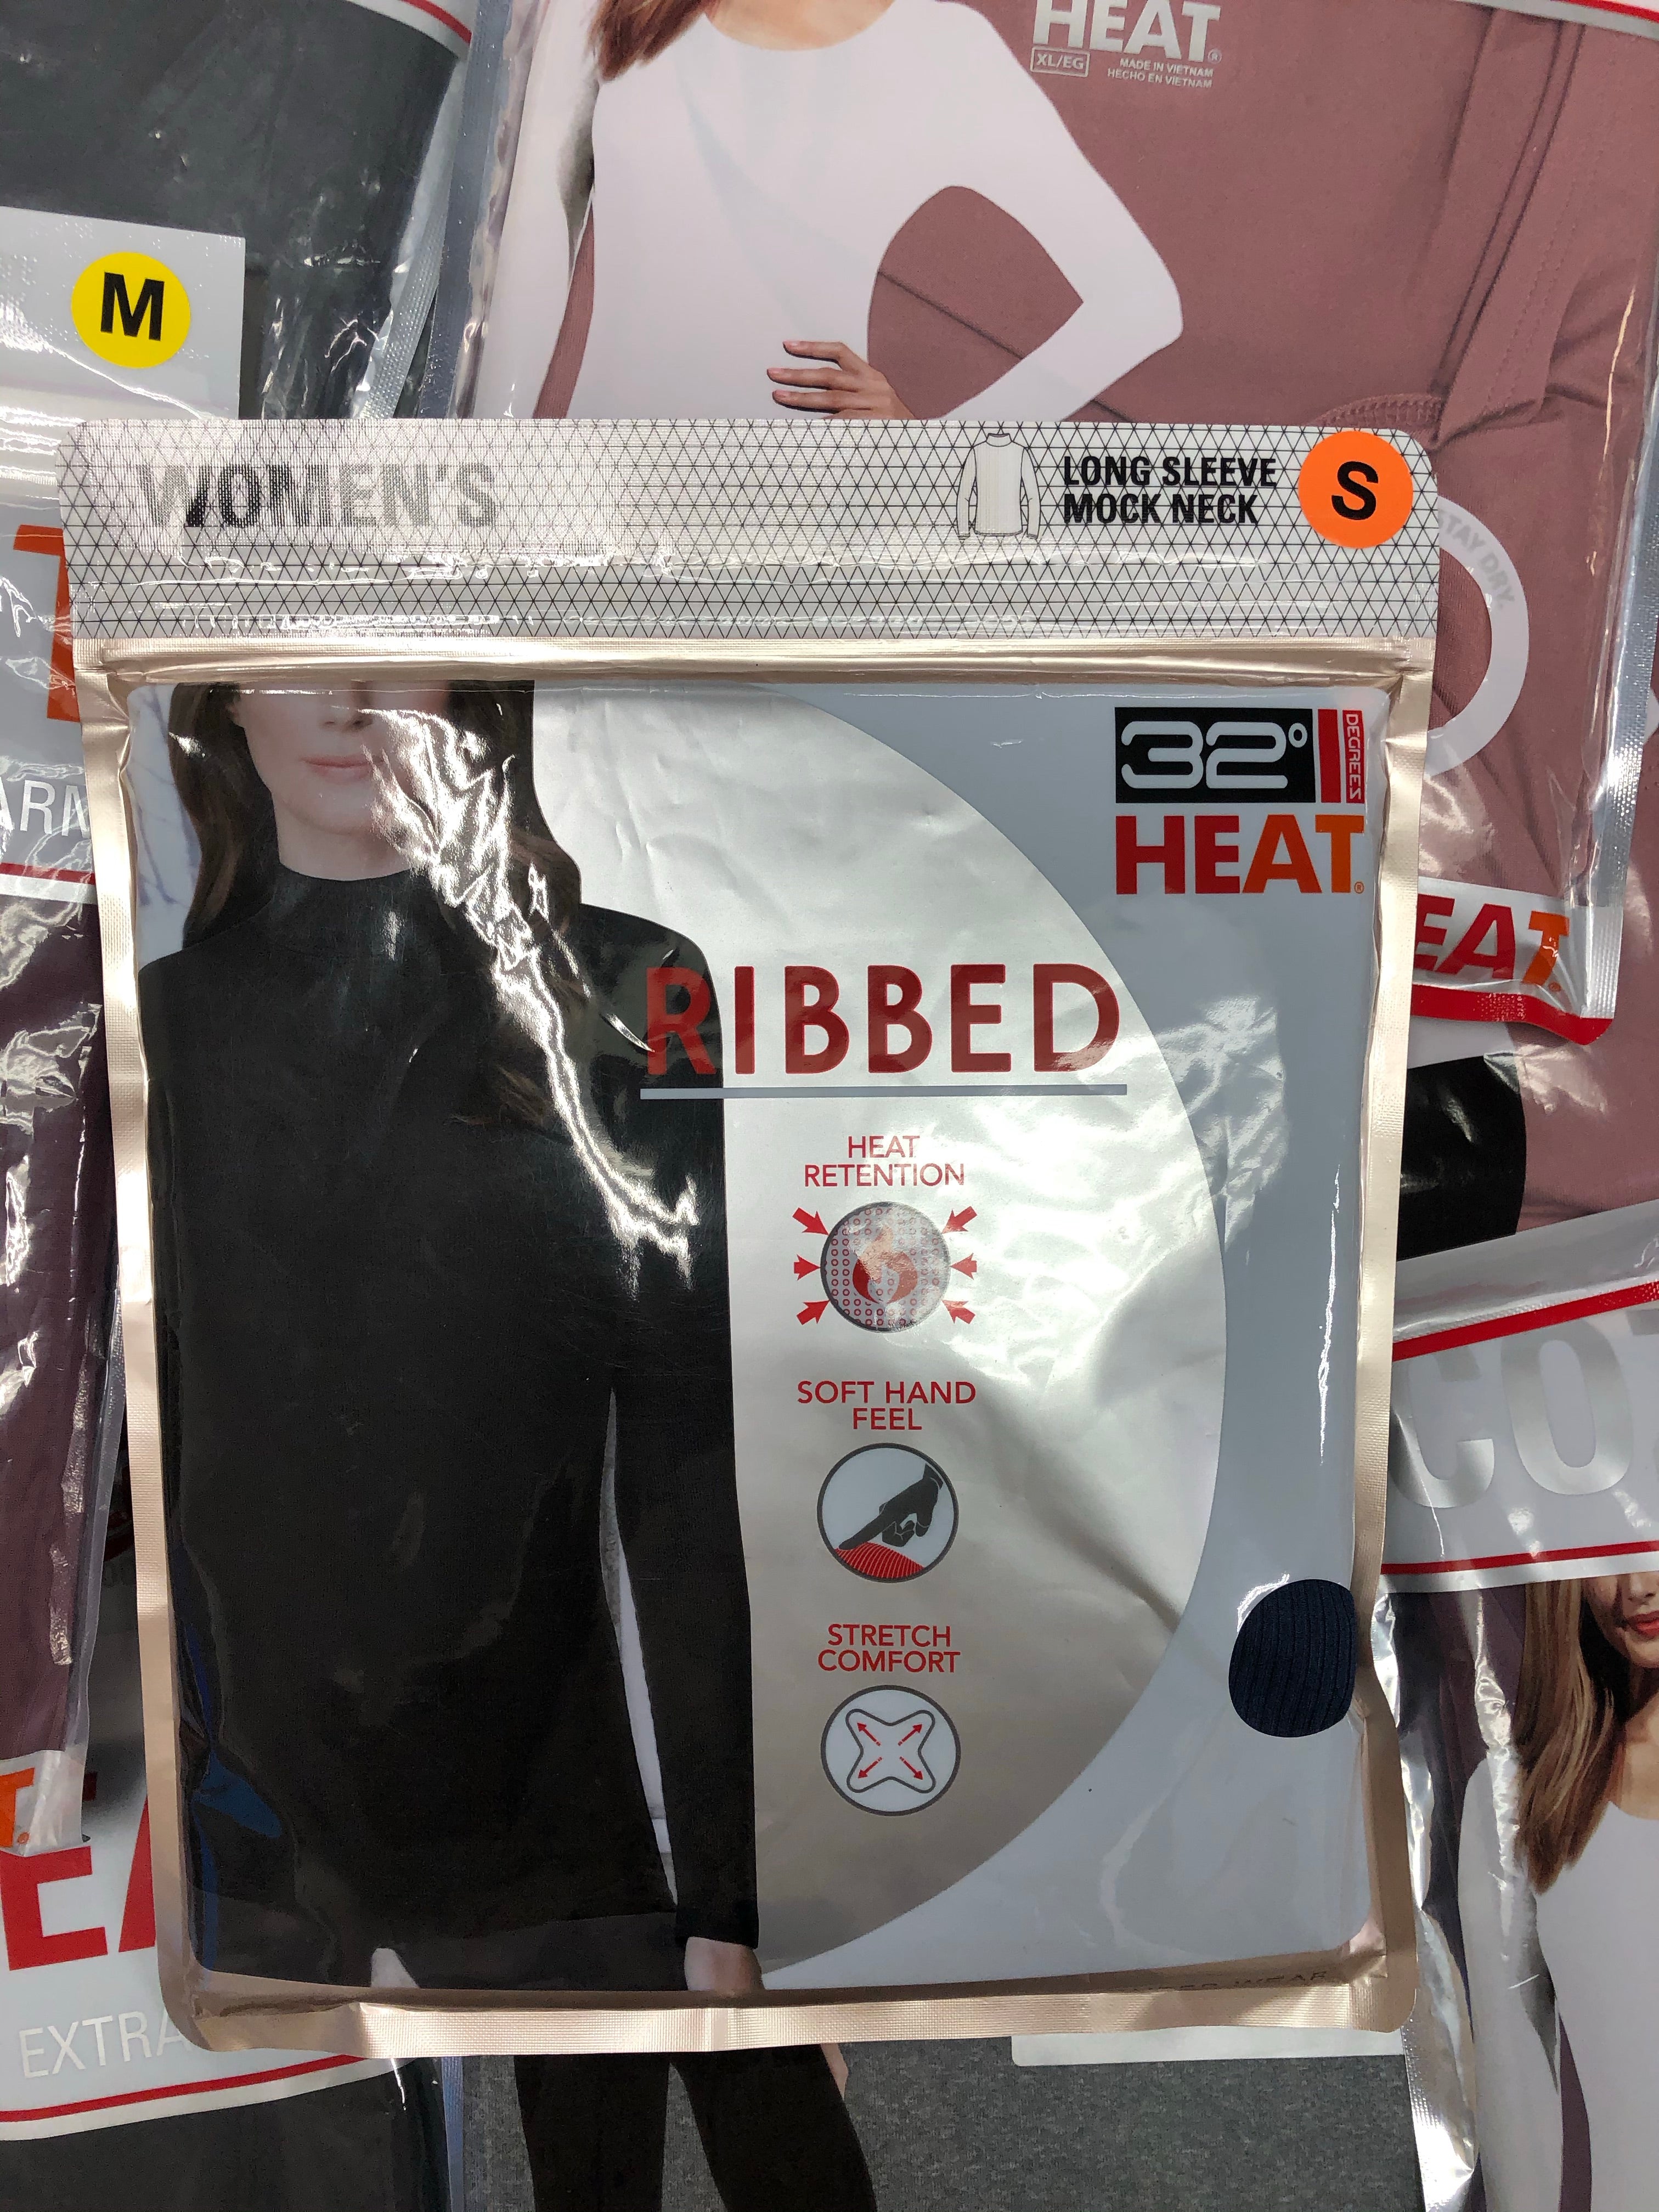 HEAT®
XL/EG
MADE IN VIETNAM
HECHO EN VIETNAM
M
WOMEN'S
LONG SLEEVE
MOCK NECK
S
STAY DRY.
32°
DEGREES
HEAT®
RIBBED
HEAT
RETENTION
SOFT HAND
FEEL
STRETCH
COMFORT
EAT®
EXTRA